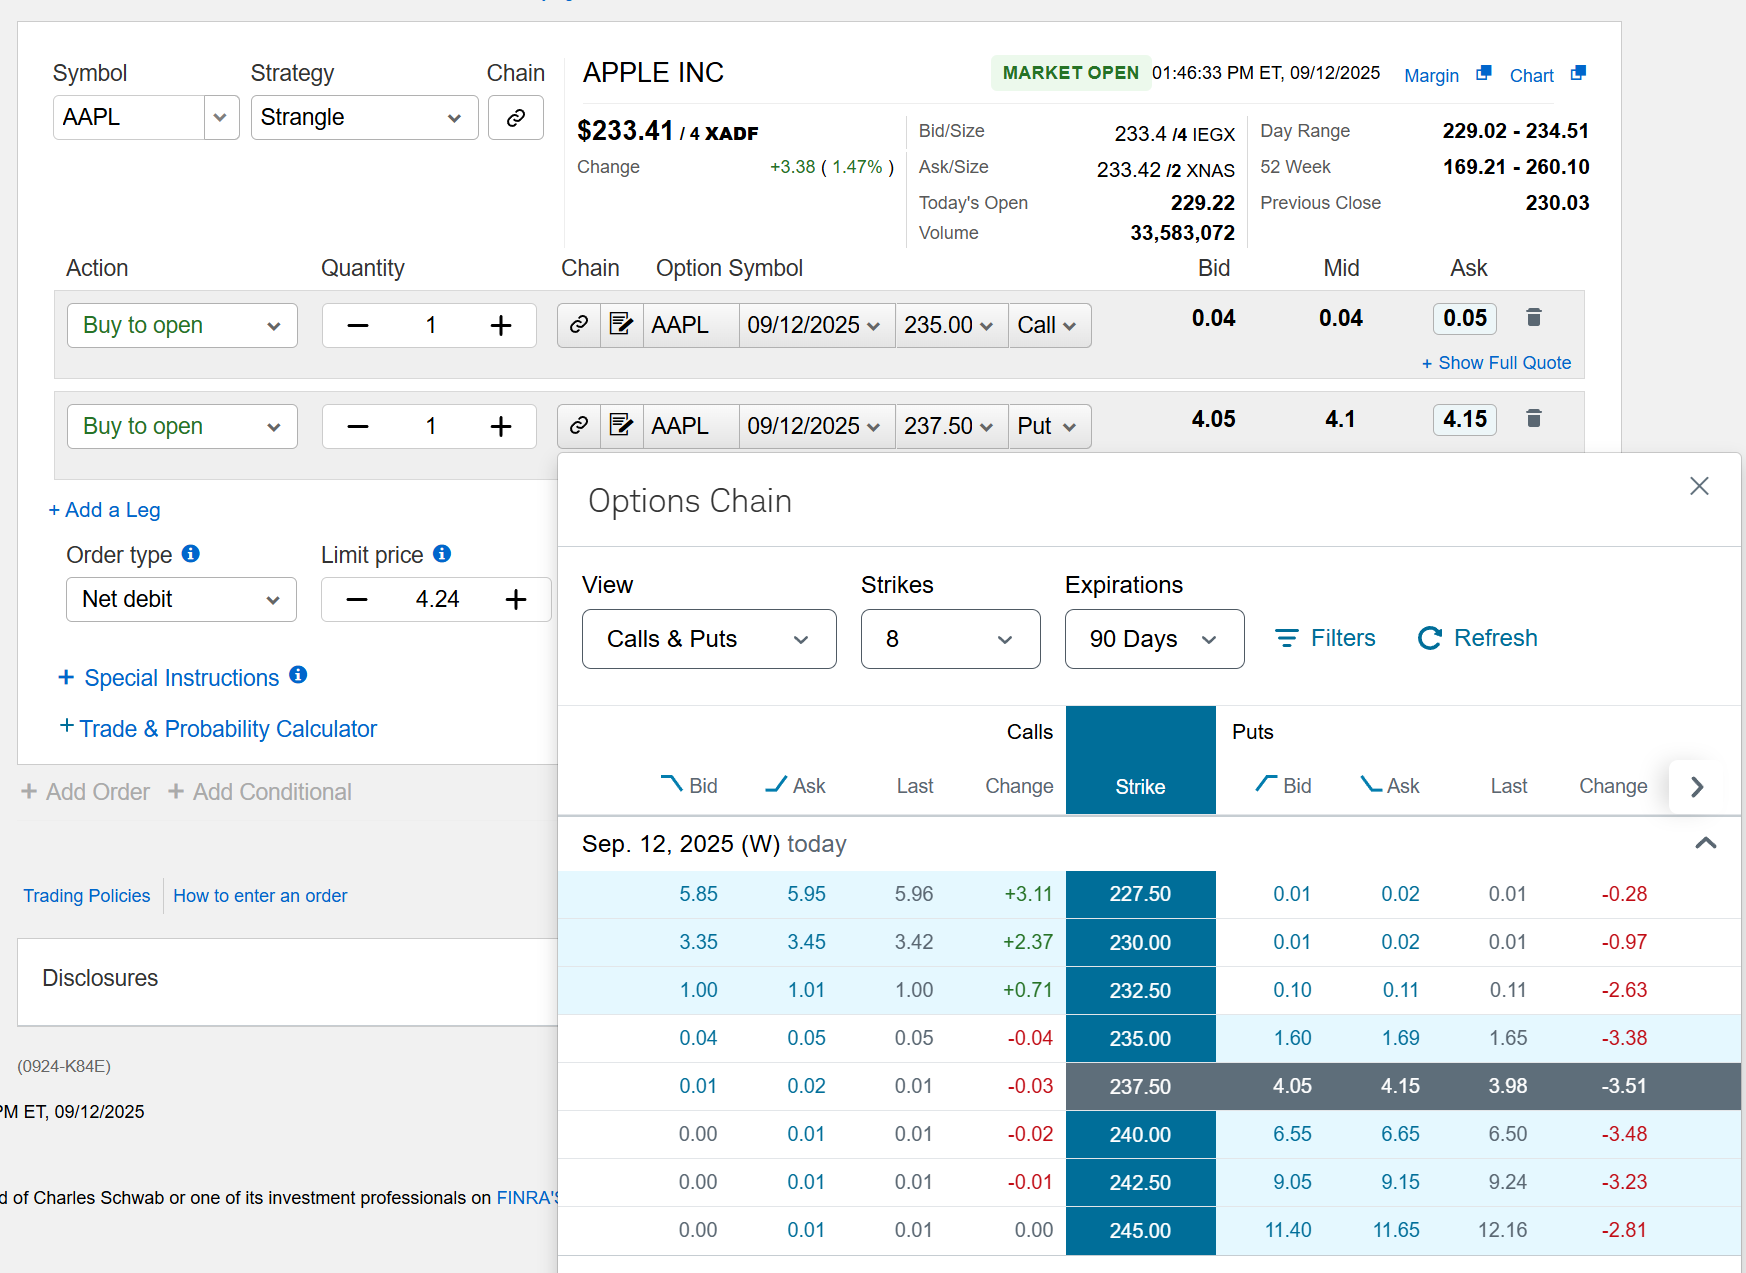 Symbol Strategy Chain
AAPL Strangle
APPLE INC MARKET OPEN 01:46:33 PM ET, 09/12/2025 Margin Chart
$233.41 / 4 XADF Bid/Size 233.4 /4 IEGX Day Range 229.02 - 234.51
Change +3.38 ( 1.47% ) Ask/Size 233.42 /2 XNAS 52 Week 169.21 - 260.10
Today's Open 229.22 Previous Close 230.03
Volume 33,583,072
Action Quantity Chain Option Symbol Bid Mid Ask
Buy to open 1 AAPL 09/12/2025 235.00 Call 0.04 0.04 0.05
+ Show Full Quote
Buy to open 1 AAPL 09/12/2025 237.50 Put 4.05 4.1 4.15
+ Add a Leg
Order type Limit price
Net debit 4.24
+ Special Instructions
+ Trade & Probability Calculator
+ Add Order + Add Conditional
Trading Policies How to enter an order
Disclosures
(0924-K84E)
PM ET, 09/12/2025
d of Charles Schwab or one of its investment professionals on FINRA'S
Options Chain
View Strikes Expirations
Calls & Puts 8 90 Days Filters Refresh
Calls Puts
Bid Ask Last Change Strike Bid Ask Last Change
Sep. 12, 2025 (W) today
5.85 5.95 5.96 +3.11 227.50 0.01 0.02 0.01 -0.28
3.35 3.45 3.42 +2.37 230.00 0.01 0.02 0.01 -0.97
1.00 1.01 1.00 +0.71 232.50 0.10 0.11 0.11 -2.63
0.04 0.05 0.05 -0.04 235.00 1.60 1.69 1.65 -3.38
0.01 0.02 0.01 -0.03 237.50 4.05 4.15 3.98 -3.51
0.00 0.01 0.01 -0.02 240.00 6.55 6.65 6.50 -3.48
0.00 0.01 0.01 -0.01 242.50 9.05 9.15 9.24 -3.23
0.00 0.01 0.01 0.00 245.00 11.40 11.65 12.16 -2.81